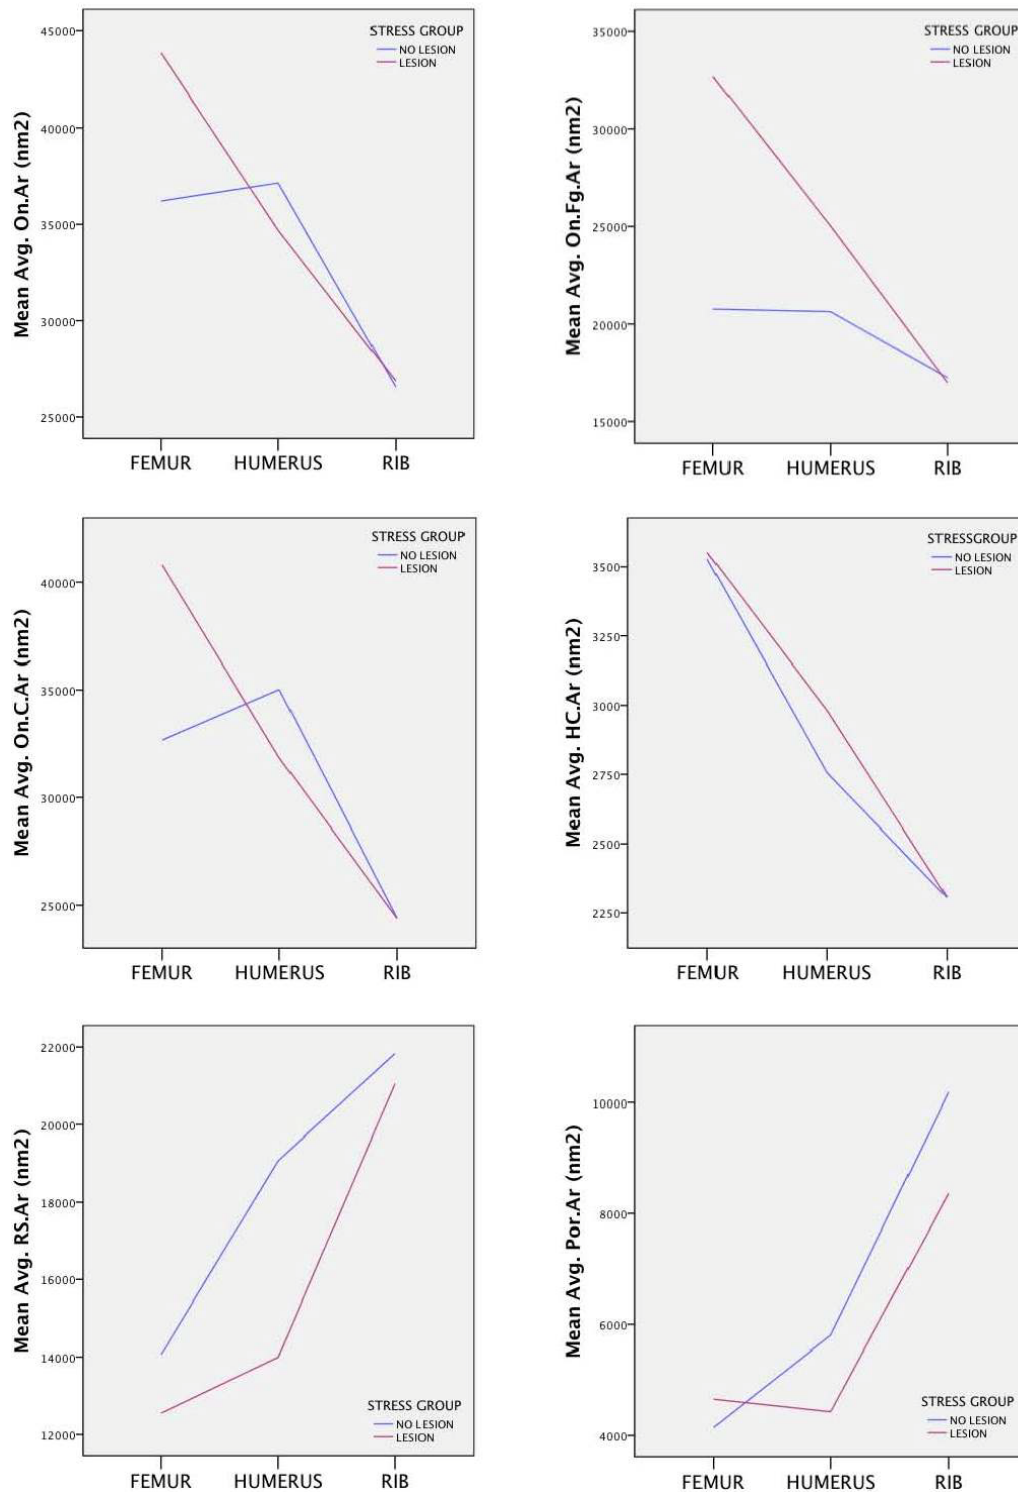 STRESS GROUP
NO LESION
LESION
45000
40000
35000
30000
25000
Mean Avg. On.Ar (nm2)
FEMUR HUMERUS RIB
STRESS GROUP
NO LESION
LESION
35000
30000
25000
20000
15000
Mean Avg. On.Fg.Ar (nm2)
FEMUR HUMERUS RIB
STRESS GROUP
NO LESION
LESION
40000
35000
30000
25000
Mean Avg. On.C.Ar (nm2)
FEMUR HUMERUS RIB
STRESSGROUP
NO LESION
LESION
3500
3250
3000
2750
2500
2250
Mean Avg. HC.Ar (nm2)
FEMUR HUMERUS RIB
22000
20000
18000
16000
14000
12000
Mean Avg. RS.Ar (nm2)
STRESS GROUP
NO LESION
LESION
FEMUR HUMERUS RIB
10000
8000
6000
4000
Mean Avg. Por.Ar (nm2)
STRESS GROUP
NO LESION
LESION
FEMUR HUMERUS RIB